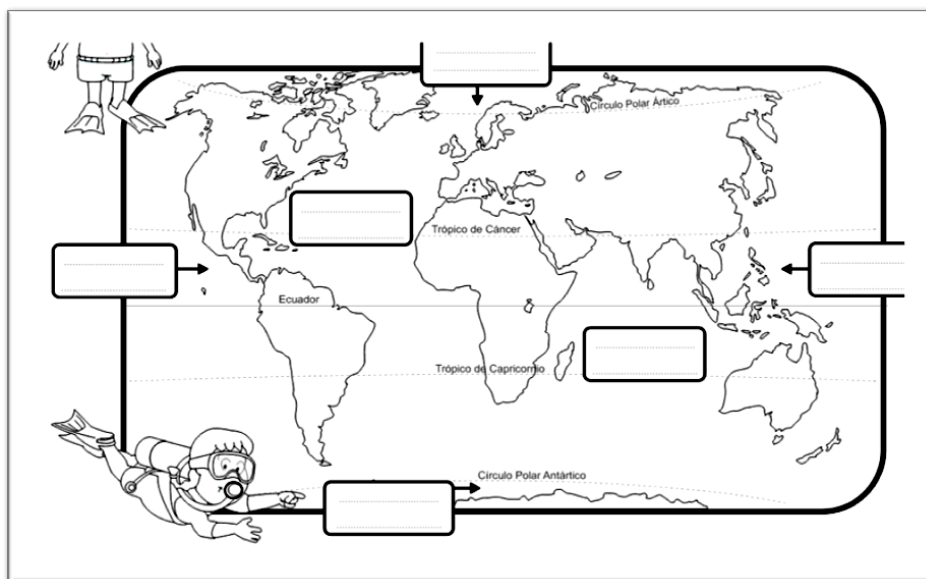 Círculo Polar Ártico
Trópico de Cáncer
Ecuador
Trópico de Capricornio
Círculo Polar Antártico